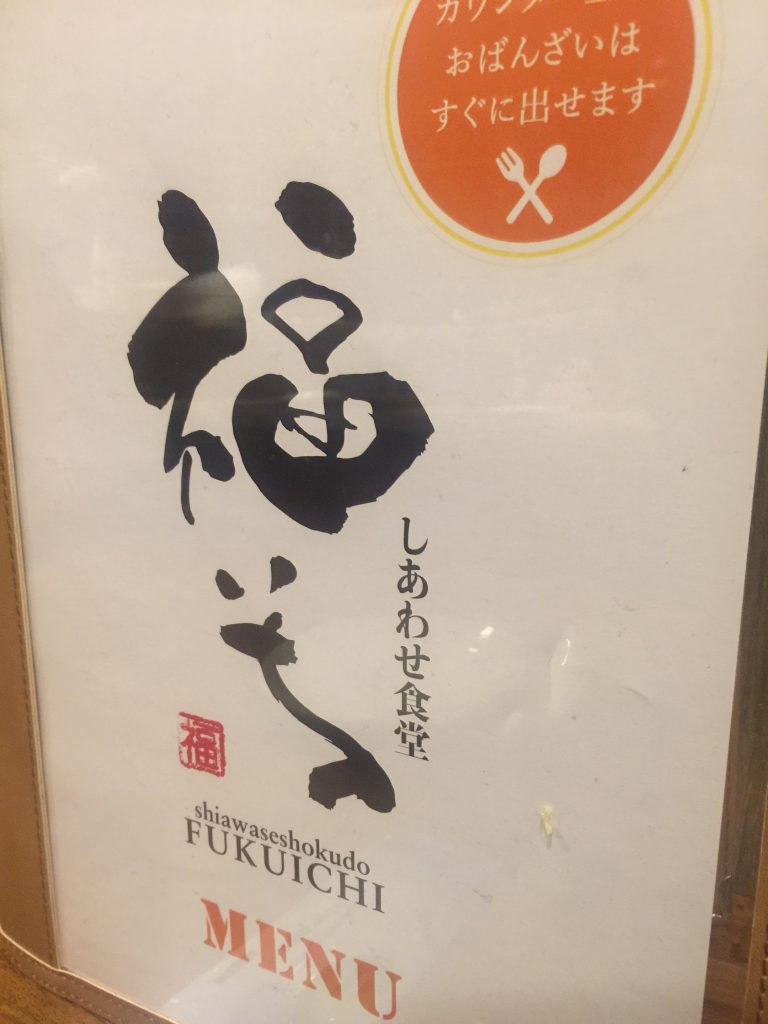 おばんざいは
すぐに出せます
福いち
しあわせ食堂
福
shiawaseshokudo
FUKUICHI
MENU